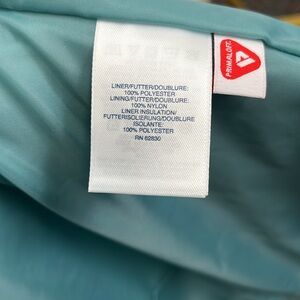 LINER/FUTTER/DOUBLURE:
100% POLYESTER
LINING/FUTTER/DOUBLURE:
100% NYLON
LINER INSULATION/
FUTTERISOLIERUNG/DOUBLURE
ISOLANTE:
100% POLYESTER
RN 62830
PRIMALOFT